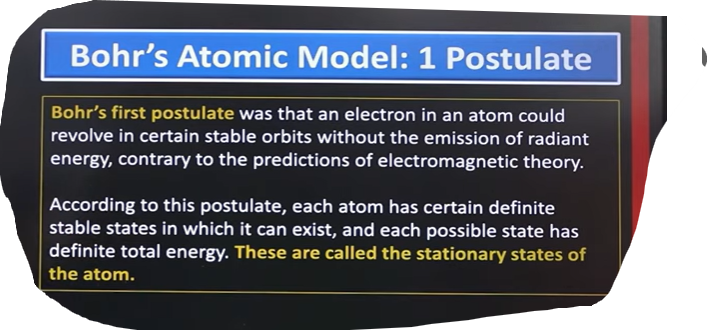 Bohr's Atomic Model: 1 Postulate
Bohr's first postulate was that an electron in an atom could
revolve in certain stable orbits without the emission of radiant
energy, contrary to the predictions of electromagnetic theory.
According to this postulate, each atom has certain definite
stable states in which it can exist, and each possible state has
definite total energy. These are called the stationary states of
the atom.